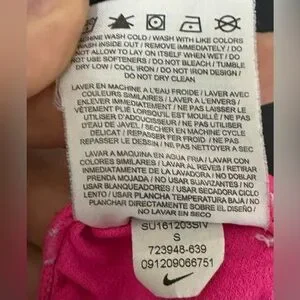 MACHINE WASH COLD / WASH WITH LIKE COLORS
WASH INSIDE OUT / REMOVE IMMEDIATELY / DO
NOT ALLOW TO LAY ON ITSELF WHEN WET / DO
NOT USE SOFTENERS / DO NOT BLEACH / TUMBLE
DRY LOW / COOL IRON / DO NOT IRON DESIGN /
DO NOT DRY CLEAN
LAVER EN MACHINE A L'EAU FROIDE / LAVER AVEC
COULEURS SIMILAIRES / LAVER A L'ENVERS
ENLEVER IMMEDIATEMENT / NE PAS LAISSER LE
VÊTEMENT PLIÉ LORSQU'IL EST MOUILLÉ / NE PAS
UTILISER D'ADOUCISSEUR / NE PAS UTILISER
D'EAU DE JAVEL / SECHER EN MACHINE CYCLE
DELICAT / REPASSER FER FROID / NE PAS
REPASSER LE DESSIN / NE PAS NETTOYER A SEC
LAVAR A MAQUINA EN AGUA FRIA / LAVAR CON
COLORES SIMILARES / LAVAR AL REVES / RETIRAR
INMEDIATAMENTE DE LA LAVADORA / NO DOBLAR
PRENDA MOJADA / NO USAR SUAVIZANTES / NO
USAR BLANQUEADORES / USAR SECADORA EN CICLO
LENTO / USAR PLANCHA TEMPERATURA BAJA / NO
PLANCHAR DIRECTAMENTE SOBRE EL DISEÑO /
NO LAVAR EN SECO
SU161203SIV
S
723948-639
091209066751